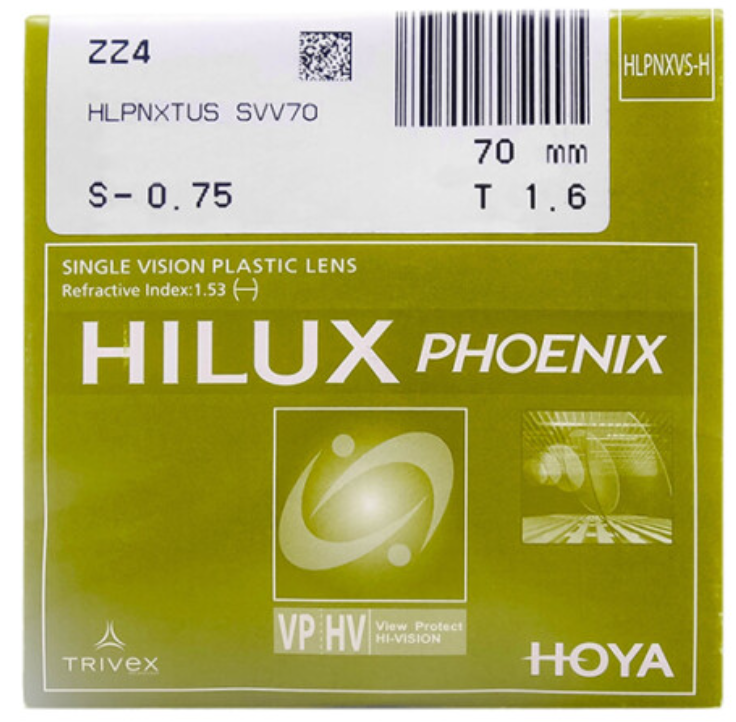 ZZ4
HLPNXVS-H
HLPNXTUS SVV70
70 mm
S- 0.75
T 1.6
SINGLE VISION PLASTIC LENS
Refractive Index:1.53 (—)
HILUX PHOENIX
VP HV View Protect
HI-VISION
TRIVEX
HOYA